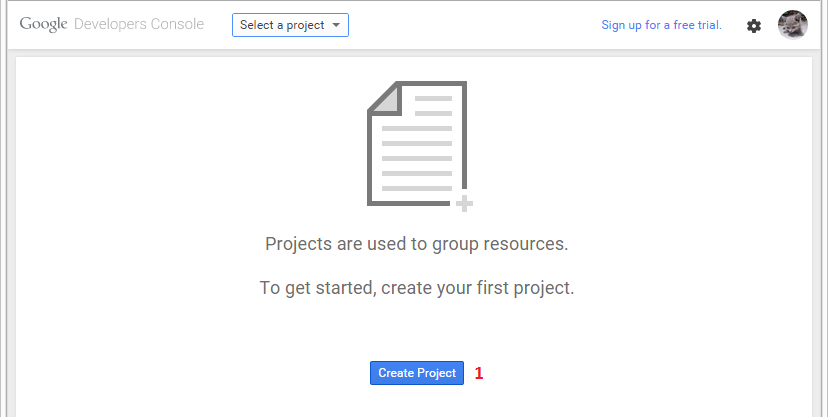 Google Developers Console Select a project Sign up for a free trial.
Projects are used to group resources.
To get started, create your first project.
Create Project 1